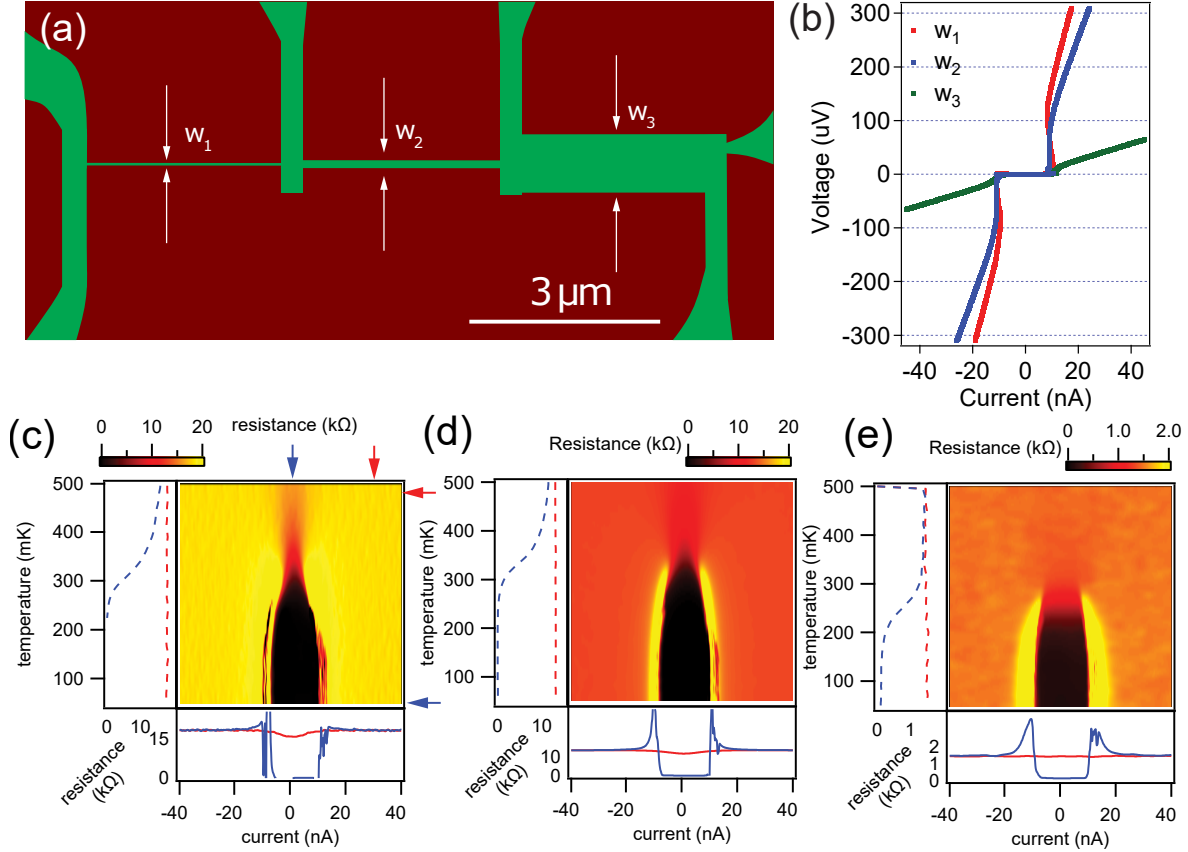 (a)
w1
w2
w3
3 µm
(b)
w1
w2
w3
300
200
100
0
-100
-200
-300
Voltage (uV)
-40 -20 0 20 40
Current (nA)
(c)
resistance (kΩ)
0 10 20
500
400
300
200
100
temperature (mK)
0 10
15
0
resistance
(kΩ)
-40 -20 0 20 40
current (nA)
(d)
Resistance (kΩ)
0 10 20
500
400
300
200
100
temperature (mK)
0 10
10
0
resistance
(kΩ)
-40 -20 0 20 40
current (nA)
(e)
Resistance (kΩ)
0 1.0 2.0
500
400
300
200
100
temperature (mK)
0 1
2
1
0
resistance
(kΩ)
-40 -20 0 20 40
current (nA)